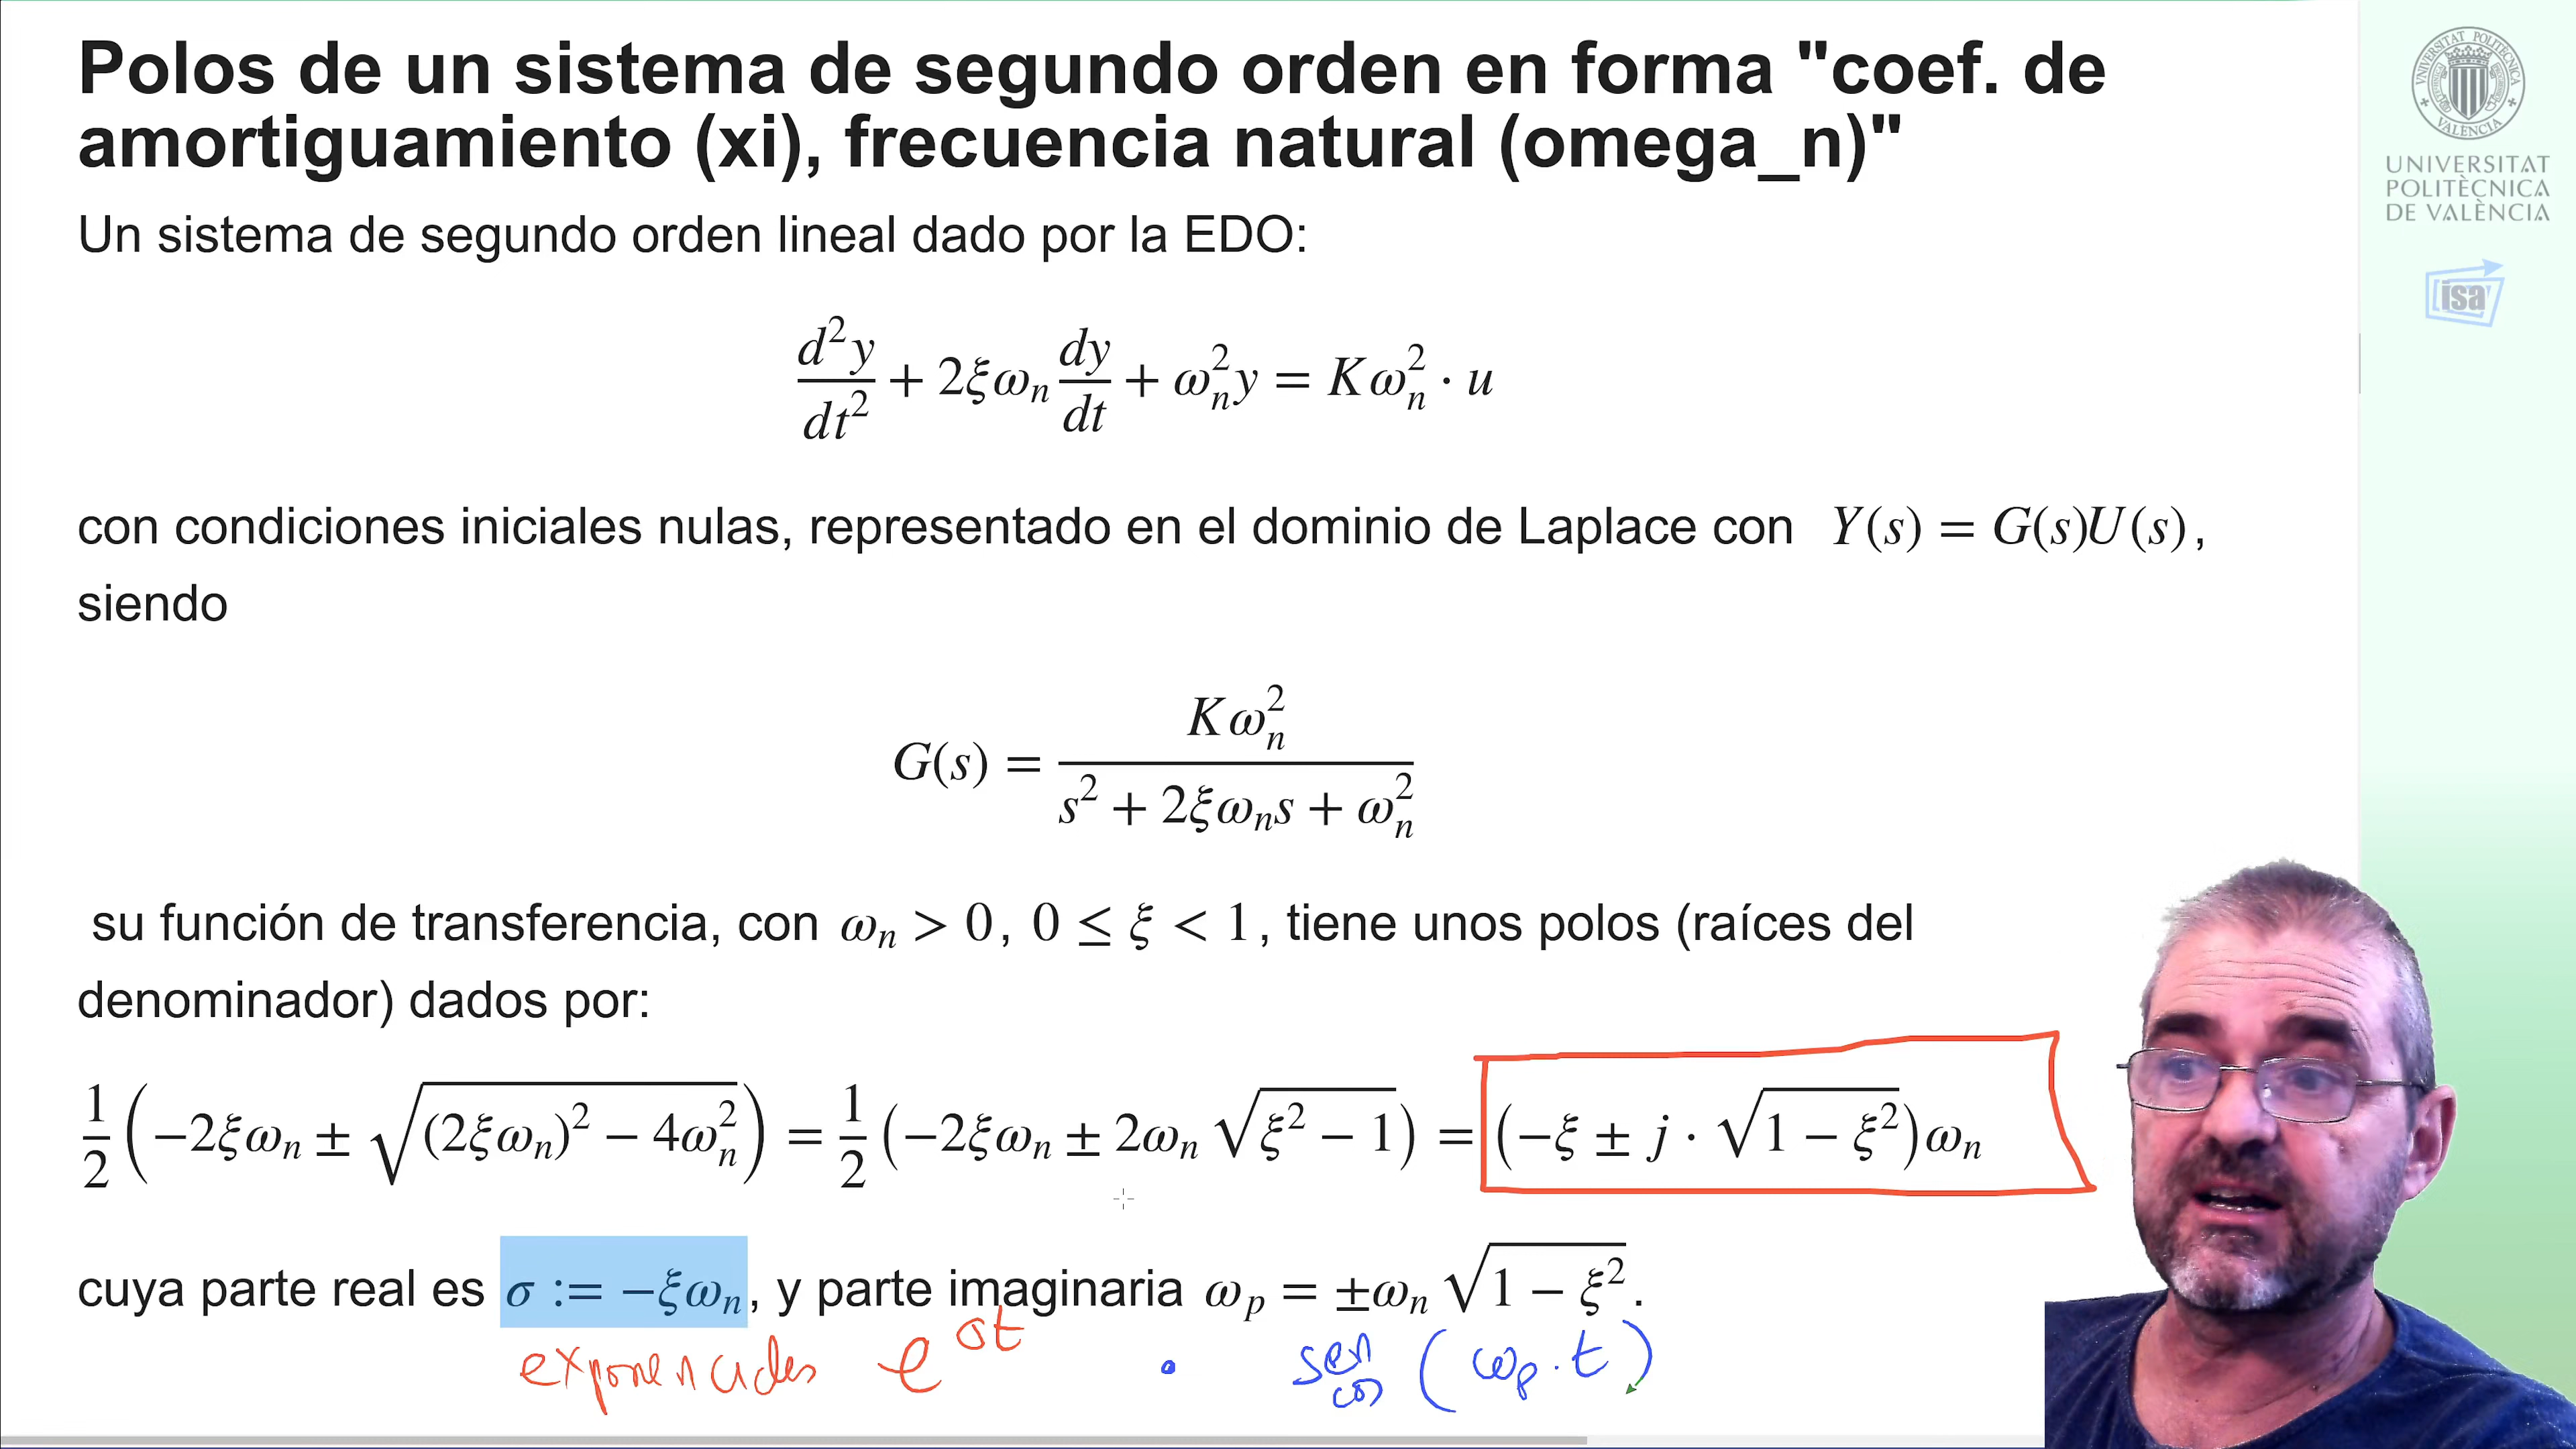 Polos de un sistema de segundo orden en forma "coef. de
amortiguamiento (xi), frecuencia natural (omega_n)"
Un sistema de segundo orden lineal dado por la EDO:
d²y/dt² + 2ξωₙ dy/dt + ωₙ²y = Kωₙ² · u
con condiciones iniciales nulas, representado en el dominio de Laplace con Y(s) = G(s)U(s),
siendo
G(s) = Kωₙ² / (s² + 2ξωₙs + ωₙ²)
su función de transferencia, con ωₙ > 0, 0 ≤ ξ < 1, tiene unos polos (raíces del
denominador) dados por:
1/2 (−2ξωₙ ± √((2ξωₙ)² − 4ωₙ²)) = 1/2 (−2ξωₙ ± 2ωₙ √(ξ² − 1)) = (−ξ ± j · √(1 − ξ²))ωₙ
cuya parte real es σ := −ξωₙ, y parte imaginaria ωₚ = ±ωₙ √(1 − ξ²).
exponenciales e^σt · sen cos (ωₚ · t)
UNIVERSITAT POLITÈCNICA VALÈNCIA
UNIVERSITAT
POLITÈCNICA
DE VALÈNCIA
isa